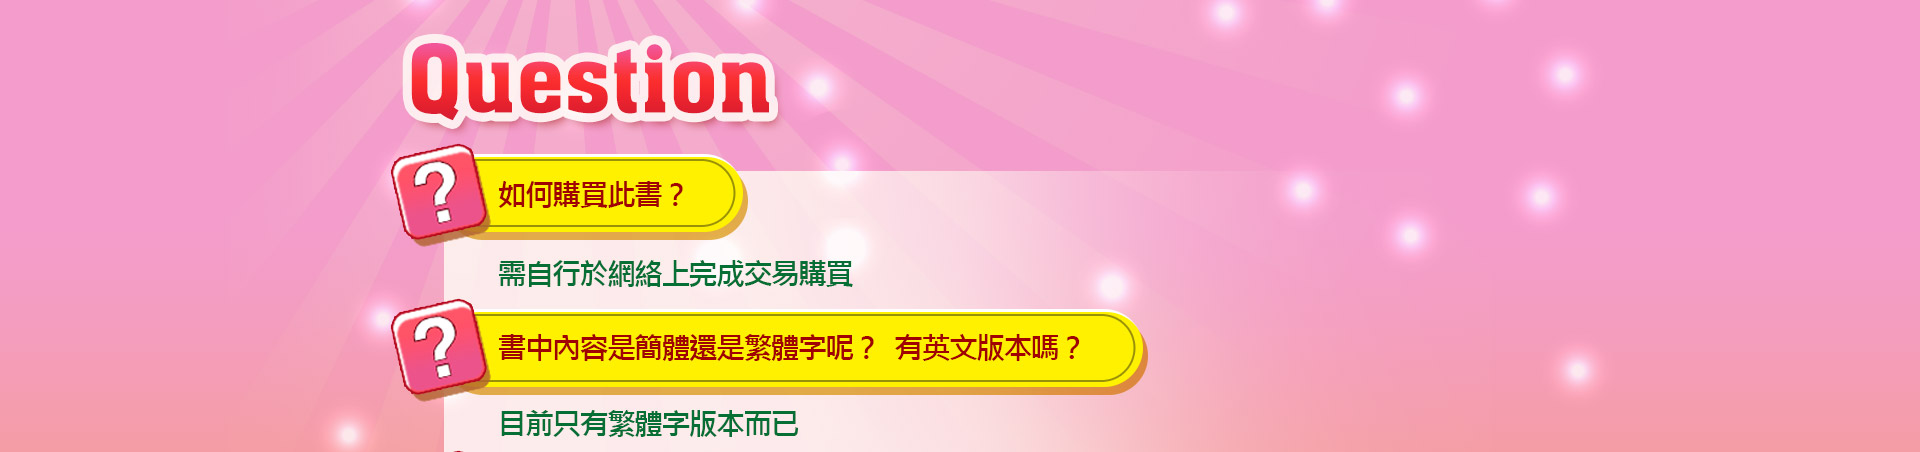 Question
如何購買此書？
需自行於網絡上完成交易購買
書中內容是簡體還是繁體字呢？ 有英文版本嗎？
目前只有繁體字版本而已